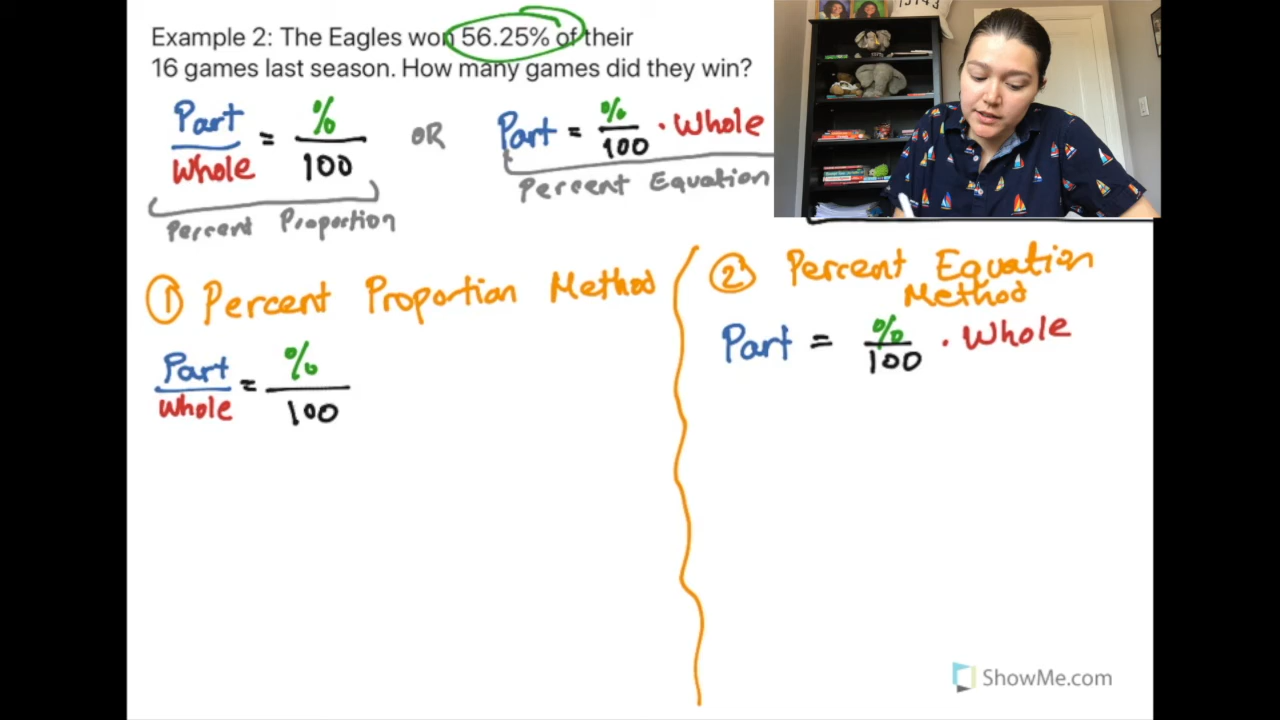 Example 2: The Eagles won 56.25% of their
16 games last season. How many games did they win?
Part / Whole = % / 100 OR Part = % / 100 · Whole
Percent Proportion
Percent Equation
① Percent Proportion Method
Part / Whole = % / 100
② Percent Equation
Method
Part = % / 100 · Whole
ShowMe.com